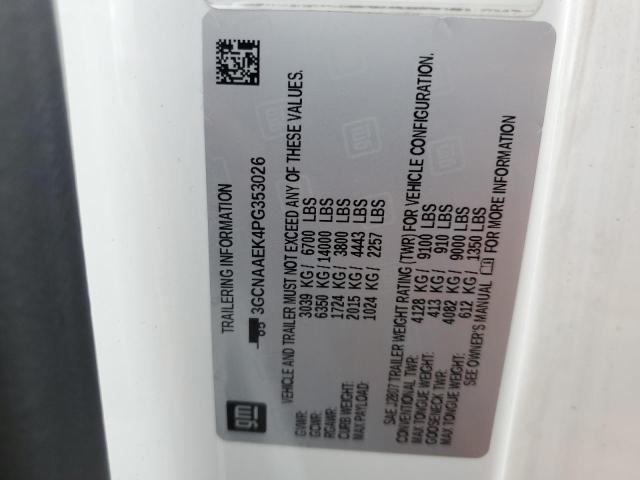 TRAILERING INFORMATION
3GCNAAEK4PG353026
gm
VEHICLE AND TRAILER MUST NOT EXCEED ANY OF THESE VALUES.
GVWR: 3039 KG / 6700 LBS
GCWR: 6350 KG / 14000 LBS
RGAWR: 1724 KG / 3800 LBS
CURB WEIGHT: 2015 KG / 4443 LBS
MAX PAYLOAD: 1024 KG / 2257 LBS
SAE J2807 TRAILER WEIGHT RATING (TWR) FOR VEHICLE CONFIGURATION.
CONVENTIONAL TWR: 4128 KG / 9100 LBS
MAX TONGUE WEIGHT: 413 KG / 910 LBS
GOOSENECK TWR: 4082 KG / 9000 LBS
MAX TONGUE WEIGHT: 612 KG / 1350 LBS
SEE OWNER'S MANUAL FOR MORE INFORMATION